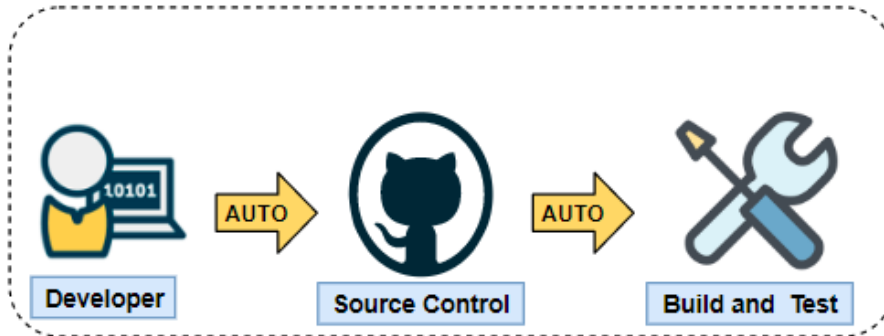 10101
AUTO
AUTO
Developer
Source Control
Build and Test